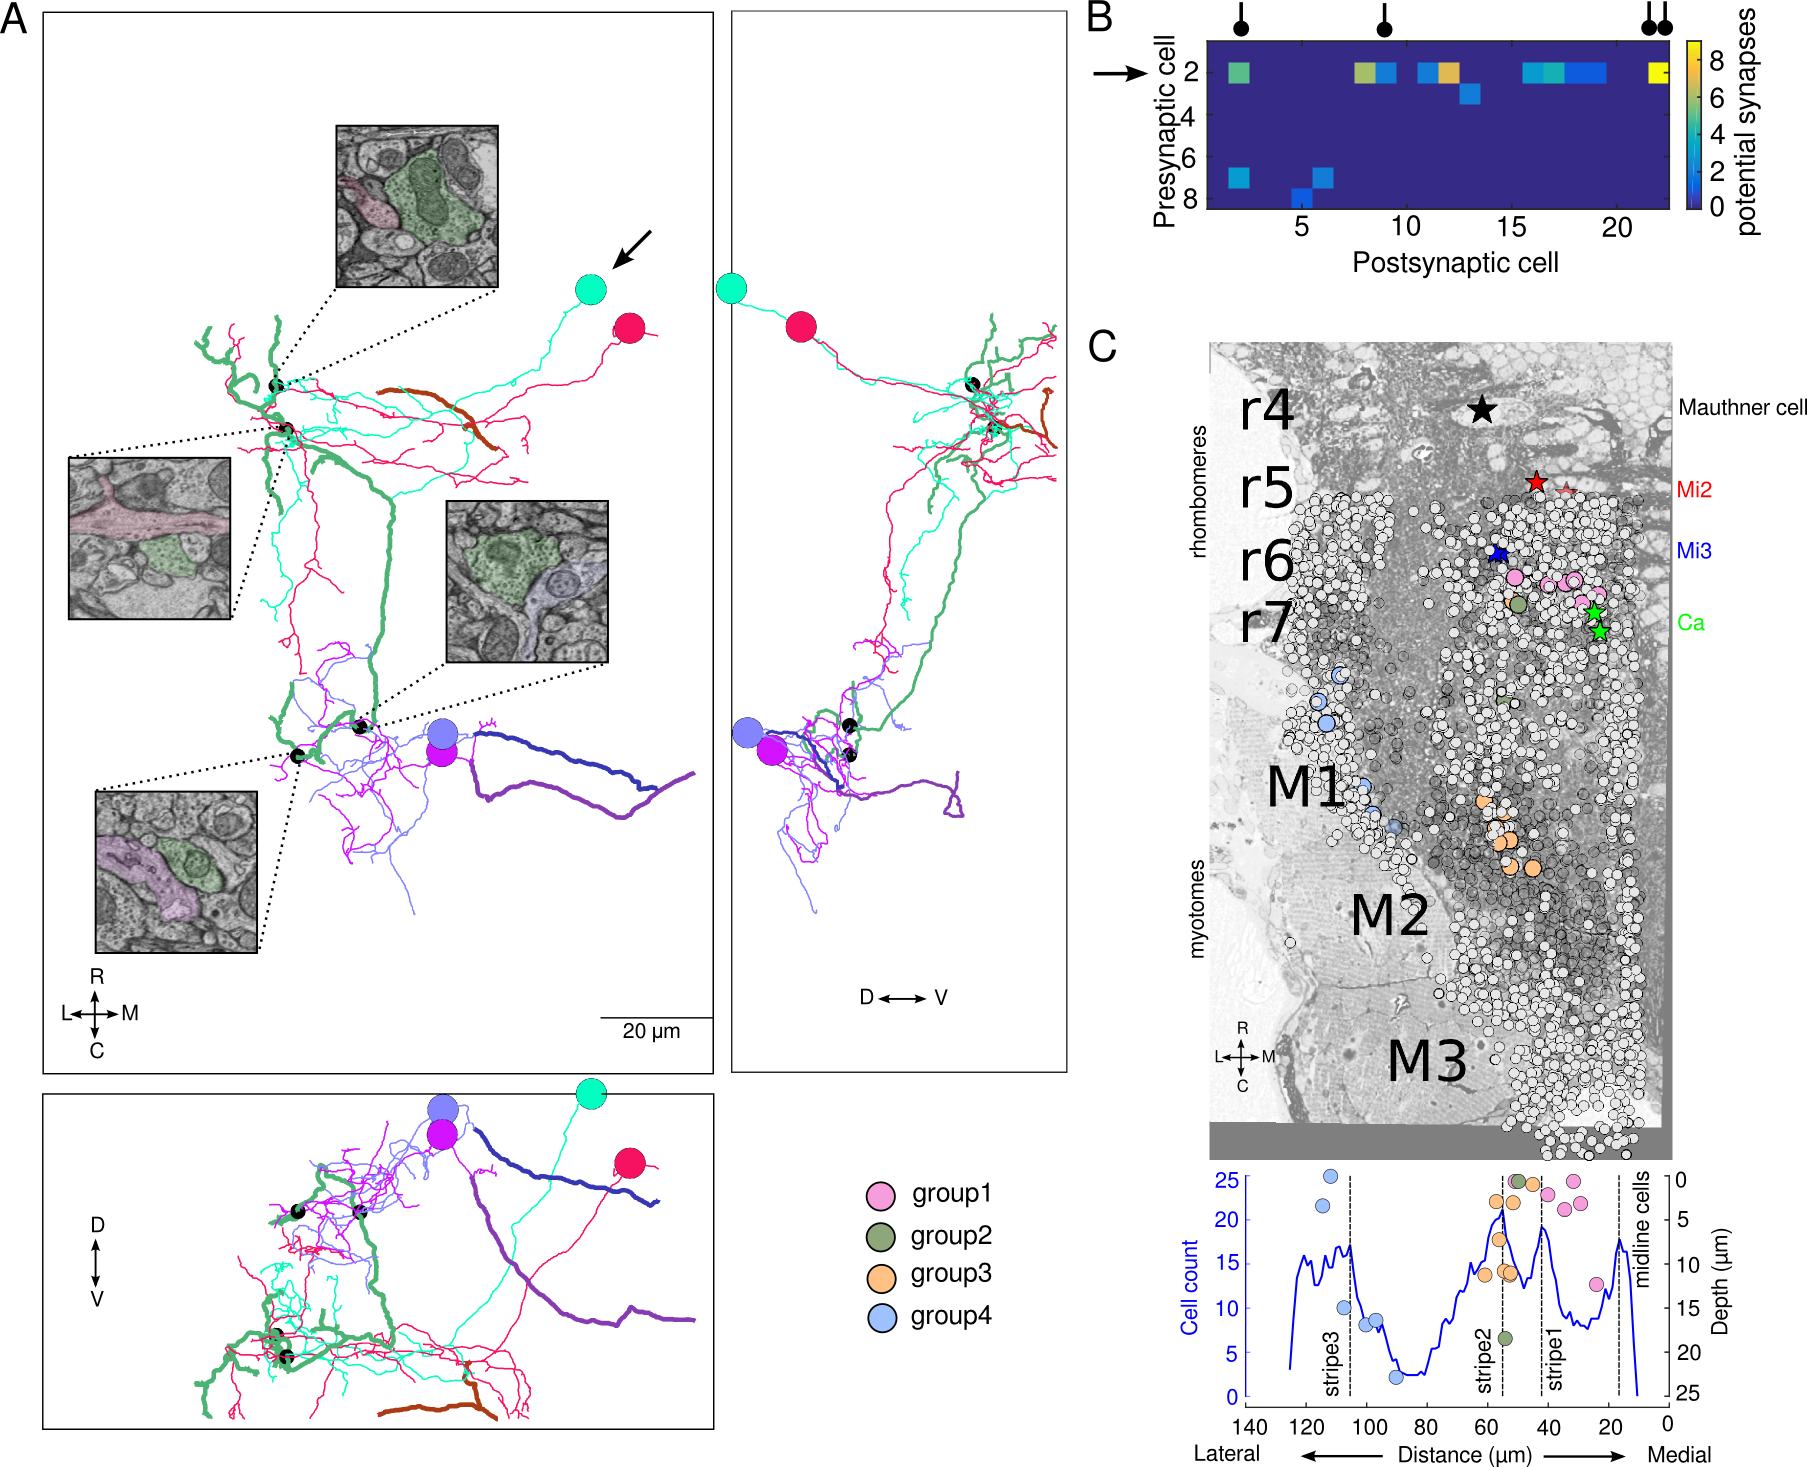 A
R
L M
C
20 µm
D V
D
V
group1
group2
group3
group4
B
Presynaptic cell
2
4
6
8
5 10 15 20
Postsynaptic cell
8
6
4
2
0
potential synapses
C
rhombomeres
myotomes
r4
r5
r6
r7
M1
M2
M3
R
L M
C
Mauthner cell
Mi2
Mi3
Ca
Cell count
25
20
15
10
5
0
stripe3
stripe2
stripe1
midline cells
0
5
10
15
20
25
Depth (µm)
140 120 100 80 60 40 20 0
Lateral Distance (µm) Medial